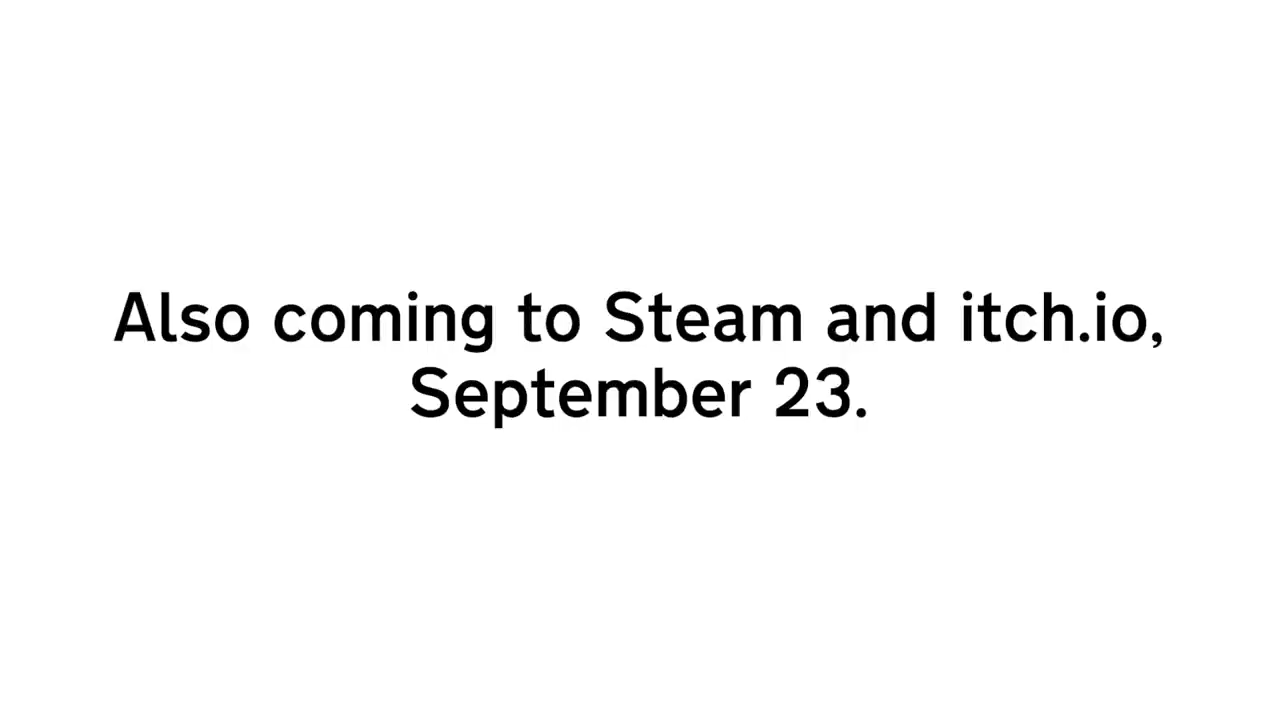 Also coming to Steam and itch.io,
September 23.